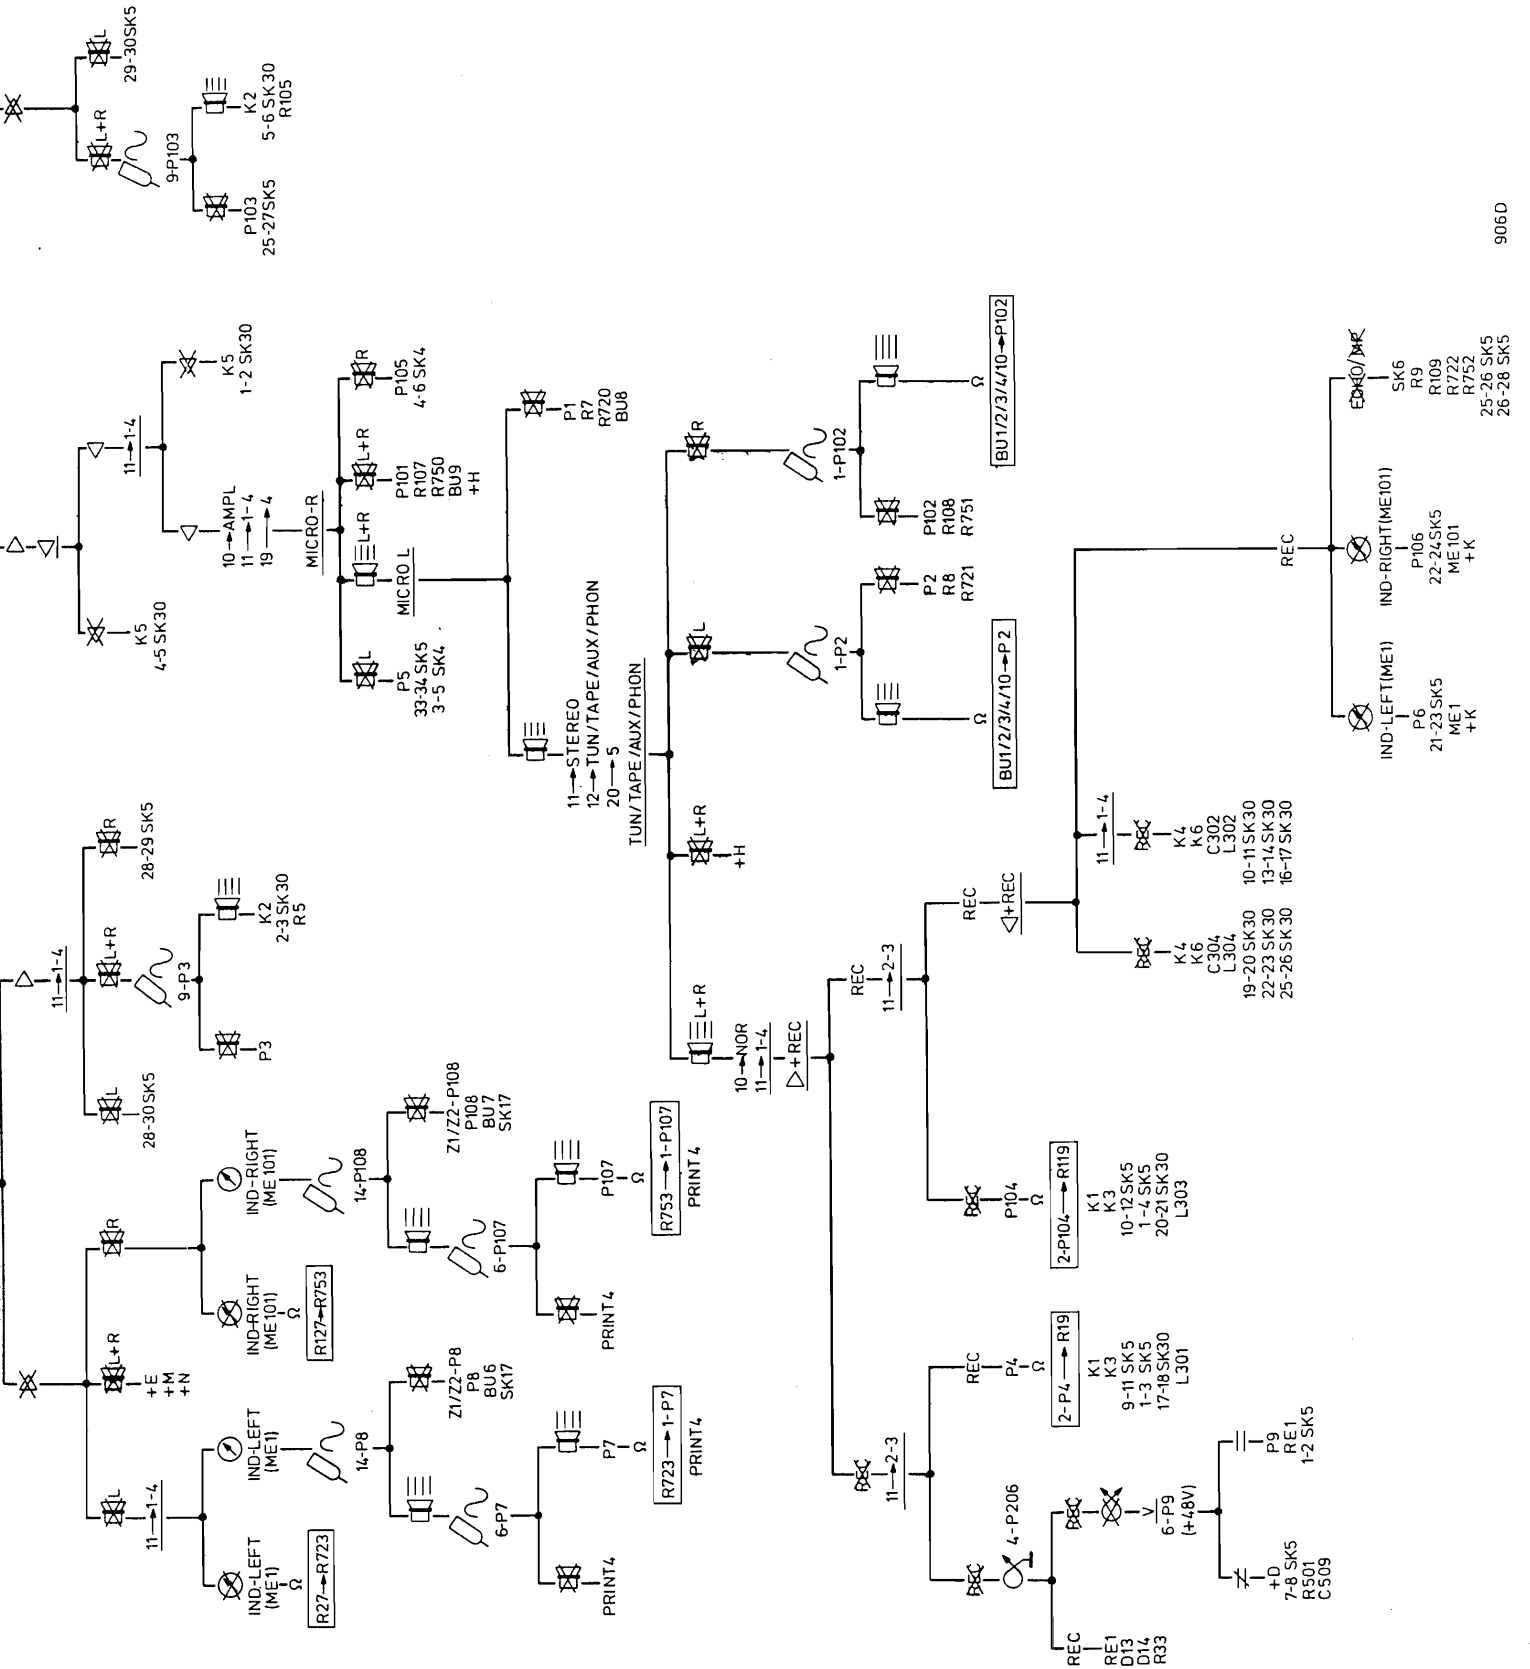 L
29-30SK5
L+R
9-P103
K2
5-6 SK30
R105
P103
25-27SK5
11→1-4
K5
1-2 SK30
K5
4-5 SK30
10→AMPL
11→1-4
19→4
MICRO-R
R
P105
4-6 SK4
L+R
P101
R107
R750
BU9
+H
L+R
MICRO L
L
P5
33-34 SK5
3-5 SK4
P1
R7
R720
BU8
11→STEREO
12→TUN/TAPE/AUX/PHON
20→5
TUN/TAPE/AUX/PHON
R
1-P102
P102
R108
R751
Ω
BU1/2/3/4/10→P102
L
1-P2
P2
R8
R721
Ω
BU1/2/3/4/10→P2
L+R
+H
L+R
10→NOR
11→1-4
+REC
11→1-4
R
28-29 SK5
L+R
9-P3
K2
2-3 SK30
R5
P3
L
28-30SK5
L+R
+E
+M
+N
R
IND-RIGHT
(ME101)
14-P108
Z1/Z2-P108
P108
BU7
SK17
6-P107
P107
Ω
R753→1-P107
PRINT4
PRINT4
IND-RIGHT
(ME101)
Ω
R127→R753
L
11→1-4
IND-LEFT
(ME1)
14-P8
Z1/Z2-P8
P8
BU6
SK17
6-P7
P7
Ω
R723→1-P7
PRINT4
PRINT4
IND-LEFT
(ME1)
Ω
R27→R723
REC
11→2-3
REC
+REC
REC
P104
Ω
2-P104→R119
K1
K3
10-12SK5
1-4 SK5
20-21 SK30
L303
REC
K4
K6
C304
L304
19-20 SK30
22-23 SK30
25-26 SK30
11→1-4
REC
K4
K6
C302
L302
10-11 SK30
13-14 SK30
16-17 SK30
REC
IND-LEFT(ME1)
P6
21-23 SK5
ME1
+K
IND-RIGHT(ME101)
P106
22-24SK5
ME101
+K
SK6
R9
R109
R722
R752
25-26 SK5
26-28 SK5
REC
11→2-3
REC
P4
Ω
2-P4→R19
K1
K3
9-11 SK5
1-3 SK5
17-18SK30
L301
REC
4-P206
REC
RE1
D13
D14
R33
REC
V
6-P9
(+48V)
P9
RE1
1-2 SK5
+D
7-8 SK5
R501
C509
906D